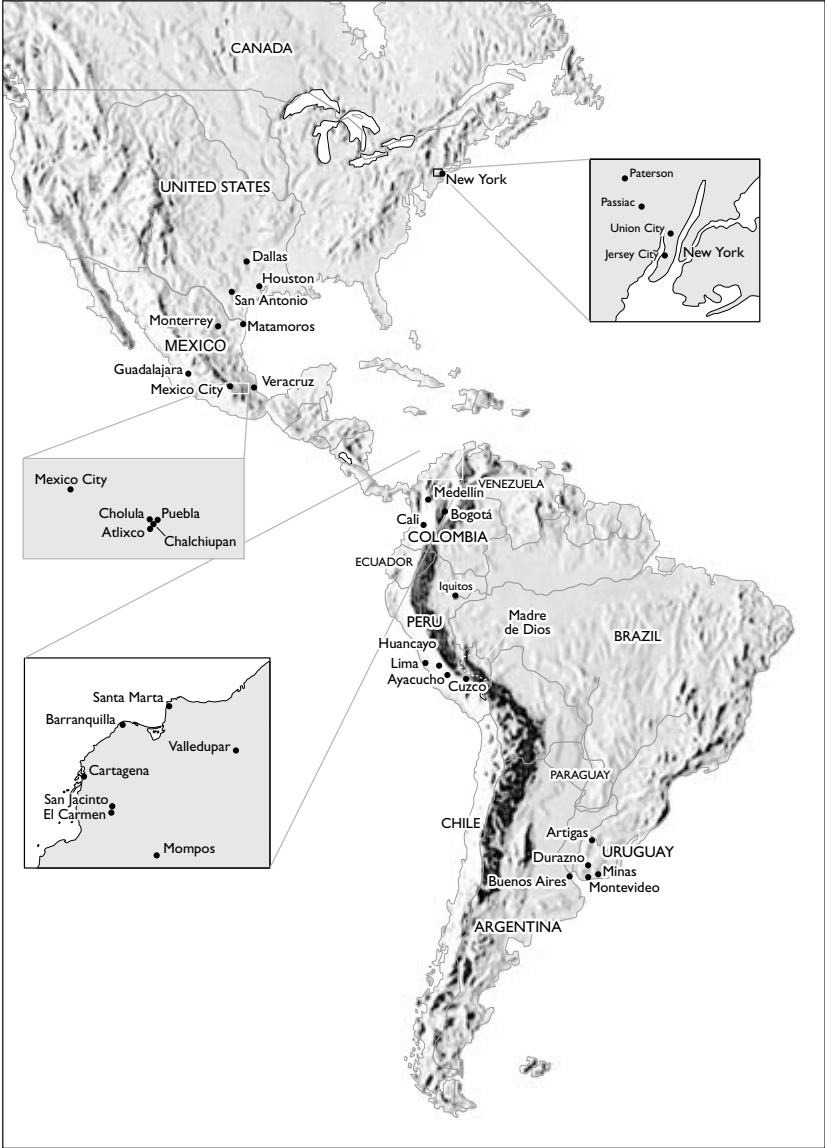 CANADA
New York
UNITED STATES
Paterson
Passiac
Union City
Jersey City
New York
Dallas
Houston
San Antonio
Monterrey
Matamoros
MEXICO
Guadalajara
Mexico City
Veracruz
Mexico City
Cholula
Puebla
Atlixco
Chalchiupan
VENEZUELA
Medellín
Bogotá
Cali
COLOMBIA
ECUADOR
Iquitos
PERU
Madre
de Dios
BRAZIL
Huancayo
Lima
Ayacucho
Cuzco
Santa Marta
Barranquilla
Valledupar
Cartagena
San Jacinto
El Carmen
Mompos
PARAGUAY
CHILE
Artigas
URUGUAY
Durazno
Minas
Buenos Aires
Montevideo
ARGENTINA